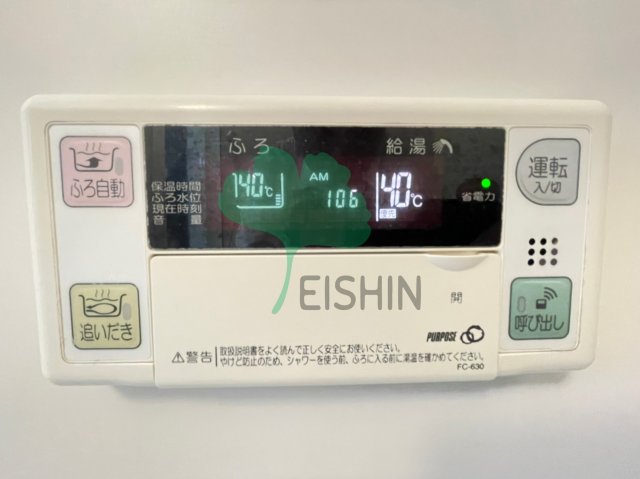 ふろ 給湯
ふろ自動
保温時間
ふろ水位
現在時刻
音量
40℃
AM
1:06
40℃
省電力
運転
入/切
追いだき
EISHIN
開
呼び出し
PURPOSE
⚠警告 取扱説明書をよく読んで正しく安全にお使いください。
やけど防止のため、シャワーを使う前、ふろに入る前に湯温を確かめてください。
FC-630